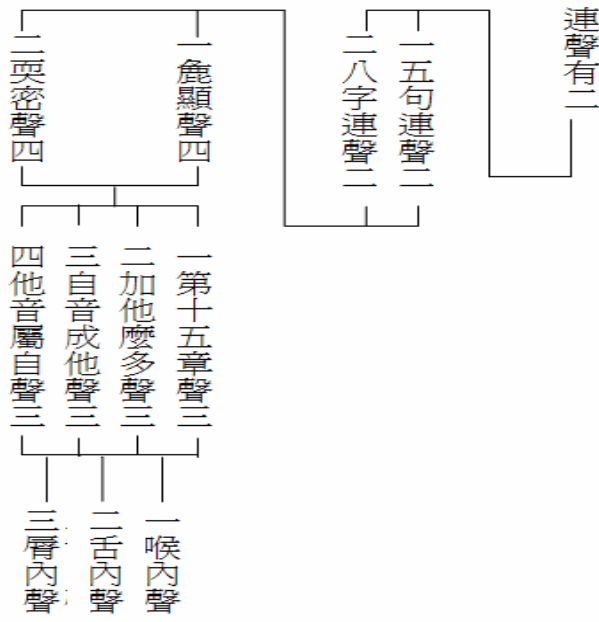 連聲有二
一五句連聲二
二八字連聲二
一麁顯聲四
二耎密聲四
一第十五章聲三
二加他麼多聲三
三自音成他聲三
四他音屬自聲三
一喉內聲
二舌內聲
三脣內聲